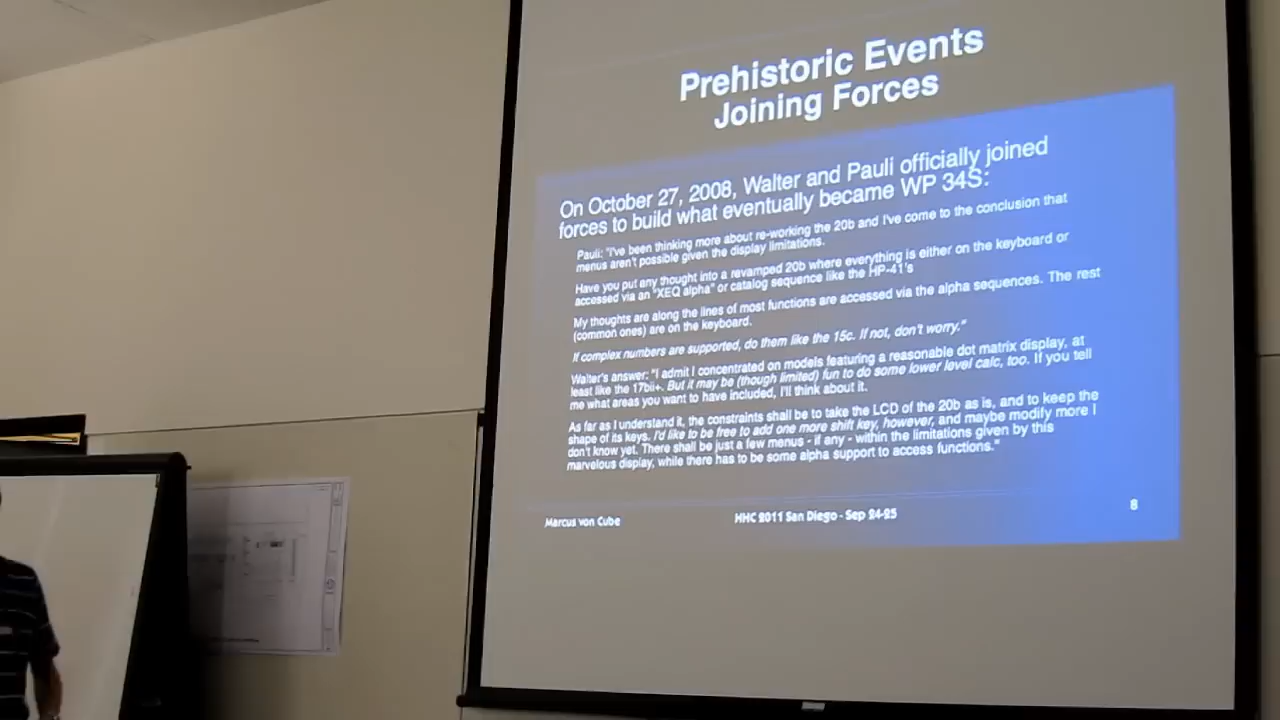 Prehistoric Events
Joining Forces
On October 27, 2008, Walter and Pauli officially joined
forces to build what eventually became WP 34S:
Pauli: "I've been thinking more about re-working the 20b and I've come to the conclusion that
menus aren't possible given the display limitations.
Have you put any thought into a revamped 20b where everything is either on the keyboard or
accessed via an "XEQ alpha" or catalog sequence like the HP-41's
My thoughts are along the lines of most functions are accessed via the alpha sequences. The rest
(common ones) are on the keyboard.
If complex numbers are supported, do them like the 15c. If not, don't worry."
Walter's answer: "I admit I concentrated on models featuring a reasonable dot matrix display, at
least like the 17bii+. But it may be (though limited) fun to do some lower level calc, too. If you tell
me what areas you want to have included, I'll think about it.
As far as I understand it, the constraints shall be to take the LCD of the 20b as is, and to keep the
shape of its keys. I'd like to be free to add one more shift key, however, and maybe modify more I
don't know yet. There shall be just a few menus - if any - within the limitations given by this
marvelous display, while there has to be some alpha support to access functions."
Marcus von Cube
HHC 2011 San Diego - Sep 24-25
8